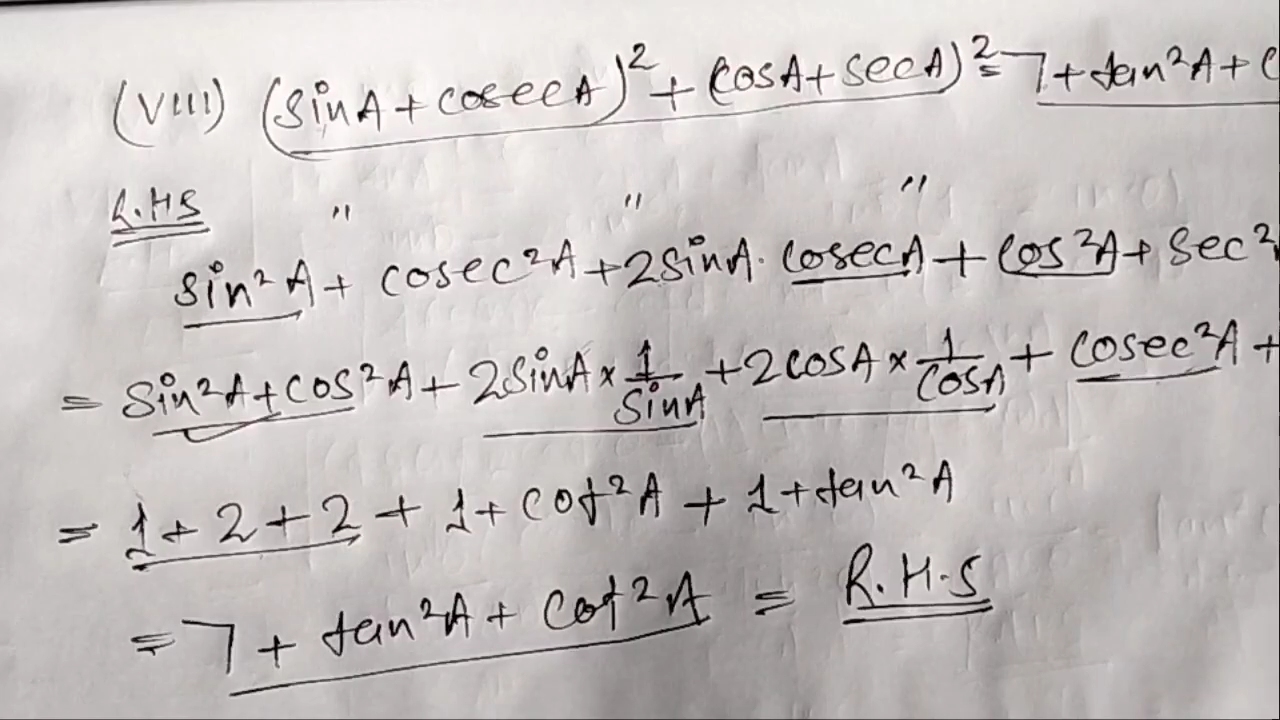 (VIII) (sinA + cosecA)² + (cosA + secA)² = 7 + tan²A + C
L.HS " " "
sin²A + cosec²A + 2sinA. cosecA + cos²A + sec²
= sin²A + cos²A + 2sinA × 1/sinA + 2cosA × 1/cosA + cosec²A +
= 1 + 2 + 2 + 1 + cot²A + 1 + tan²A
= 7 + tan²A + cot²A = R.H.S